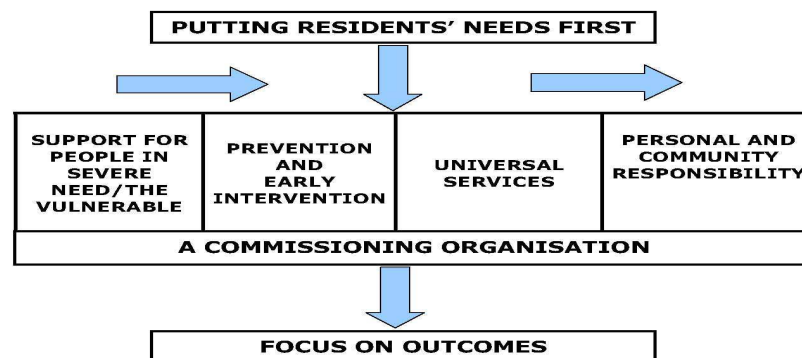 PUTTING RESIDENTS’ NEEDS FIRST
SUPPORT FOR
PEOPLE IN
SEVERE
NEED/THE
VULNERABLE
PREVENTION
AND
EARLY
INTERVENTION
UNIVERSAL
SERVICES
PERSONAL AND
COMMUNITY
RESPONSIBILITY
A COMMISSIONING ORGANISATION
FOCUS ON OUTCOMES